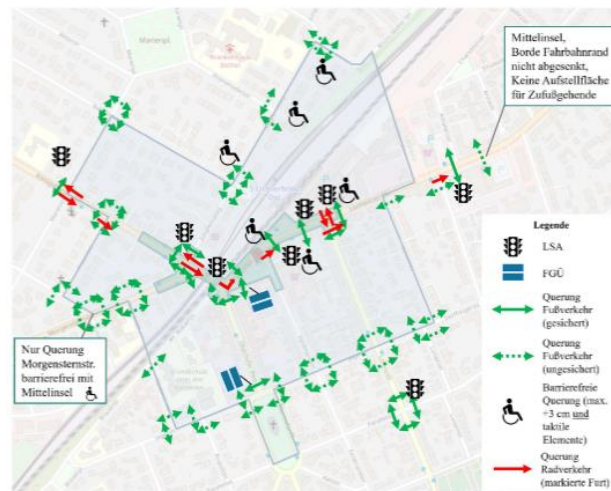 Marienpl.
Mittelinsel,
Borde Fahrbahnrand
nicht abgesenkt,
Keine Aufstellfläche
für Zufußgehende
Nur Querung
Morgensternstr.
barrierefrei mit
Mittelinsel
Legende
LSA
FGÜ
Querung
Fußverkehr
(gesichert)
Querung
Fußverkehr
(ungesichert)
Barrierefreie
Querung (max.
+3 cm und
taktile
Elemente)
Querung
Radverkehr
(markierte Furt)